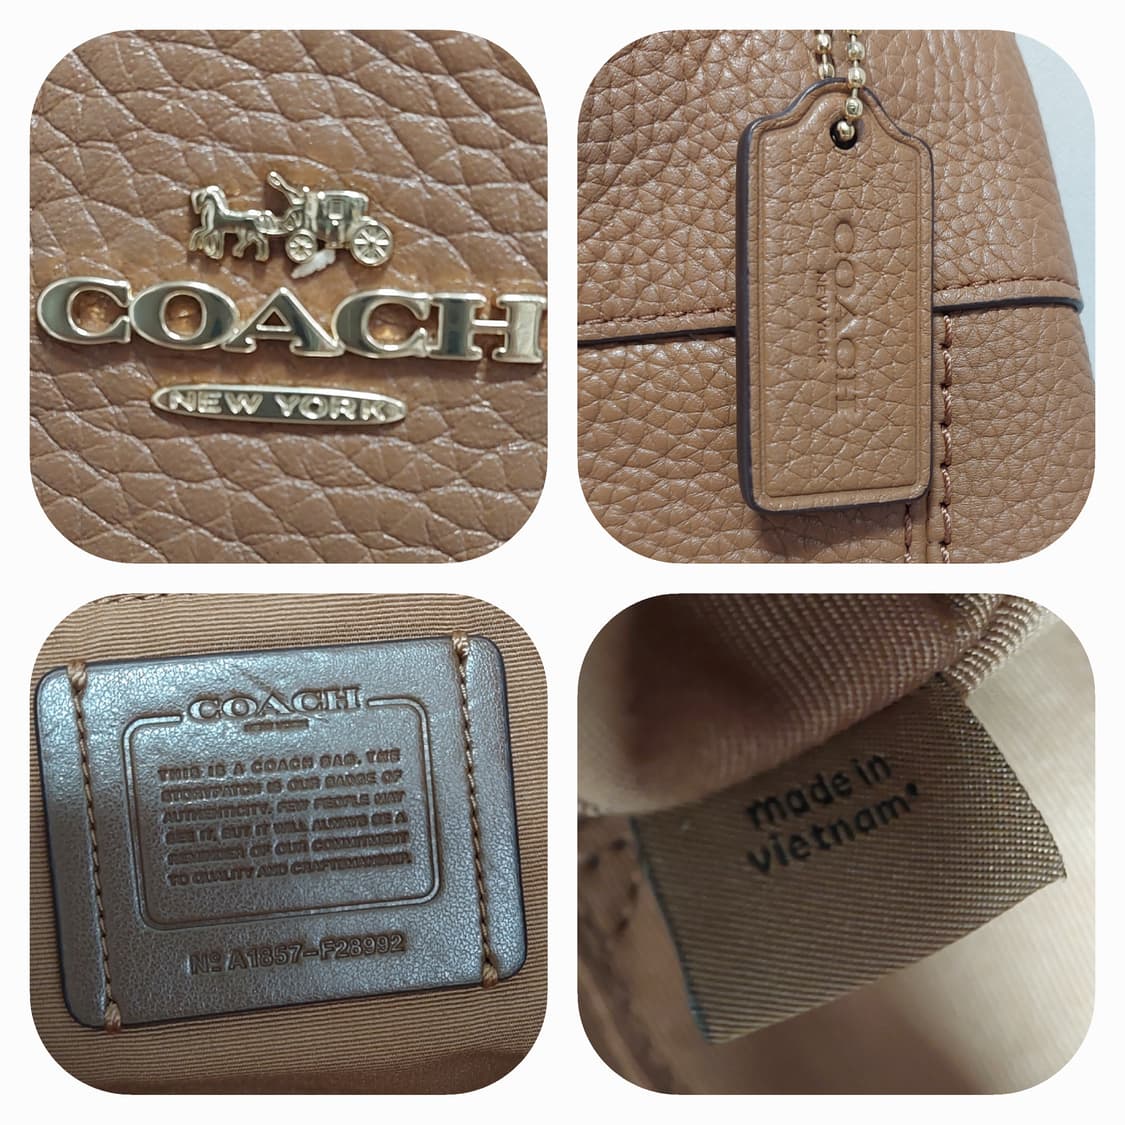 COACH
NEW YORK
COACH
NEW YORK
COACH
NEW YORK
THIS IS A COACH BAG. THE
STORYPATCH IS OUR BADGE OF
AUTHENTICITY. FEW PEOPLE MAY
SEE IT, BUT IT WILL ALWAYS BE A
REMINDER OF OUR COMMITMENT
TO QUALITY AND CRAFTSMANSHIP.
Nº A1857-F28992
made in
vietnam*